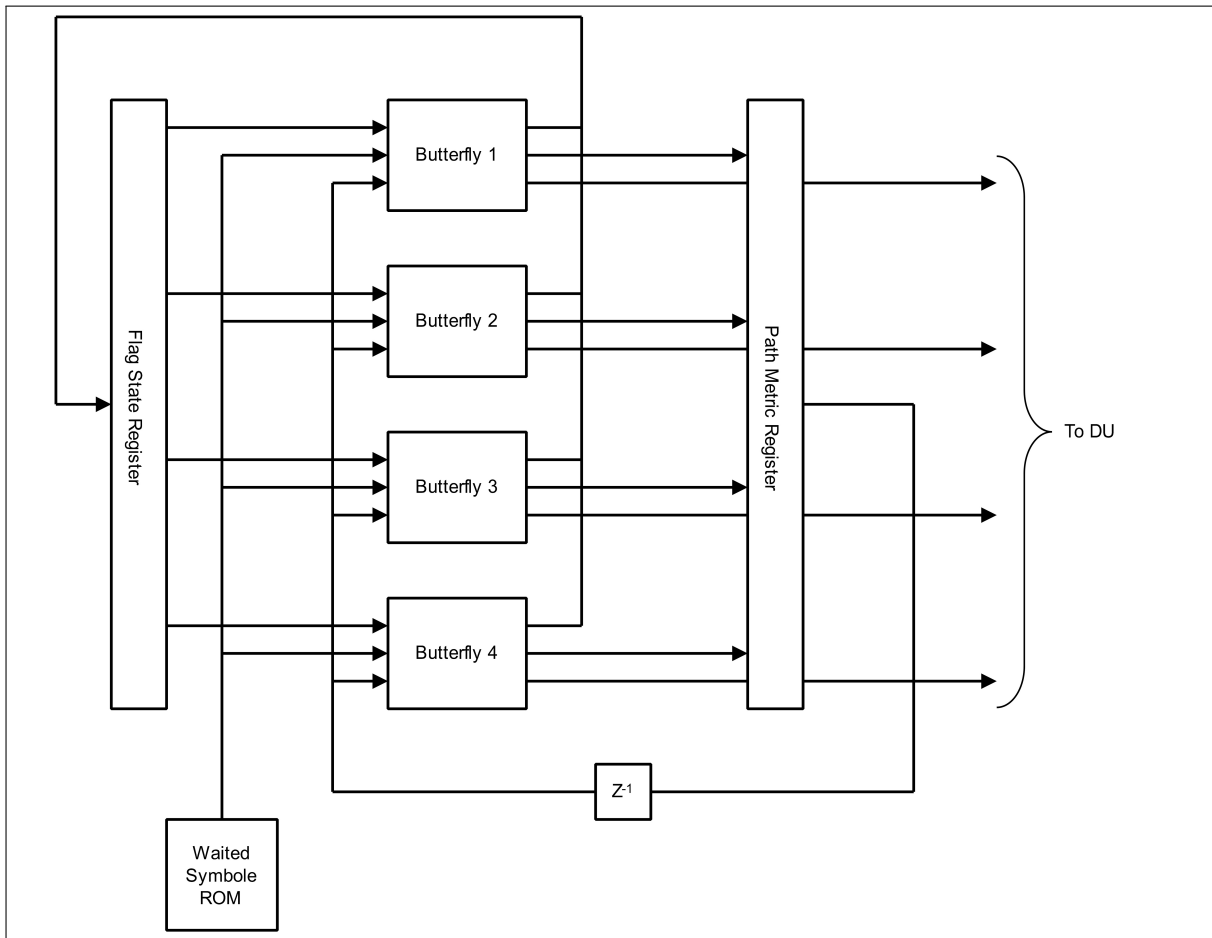 Butterfly 1
Butterfly 2
Flag State Register
Path Metric Register
To DU
Butterfly 3
Butterfly 4
Z-1
Waited
Symbole
ROM